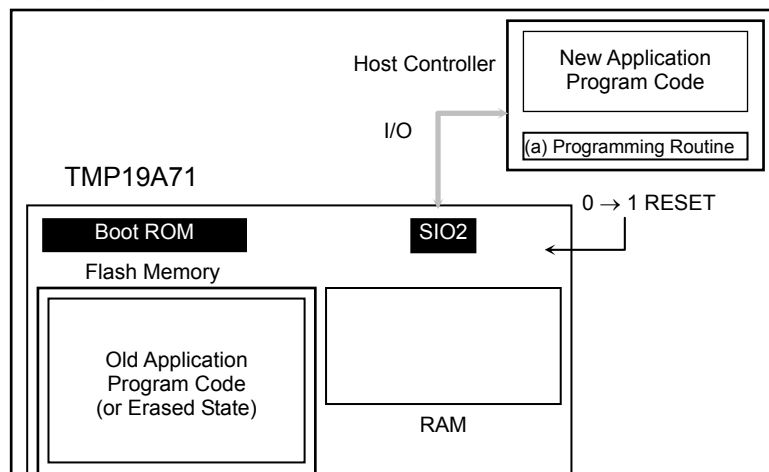 Host Controller
New Application
Program Code
I/O
(a) Programming Routine
TMP19A71
0 → 1 RESET
Boot ROM
SIO2
Flash Memory
Old Application
Program Code
(or Erased State)
RAM